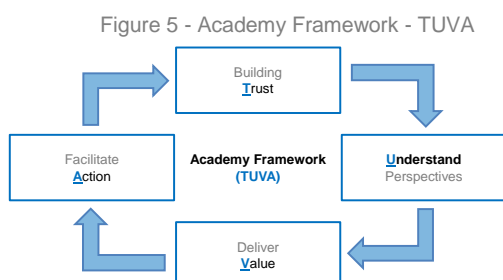 Figure 5 - Academy Framework - TUVA
Building
Trust
Facilitate
Action
Academy Framework
(TUVA)
Understand
Perspectives
Deliver
Value